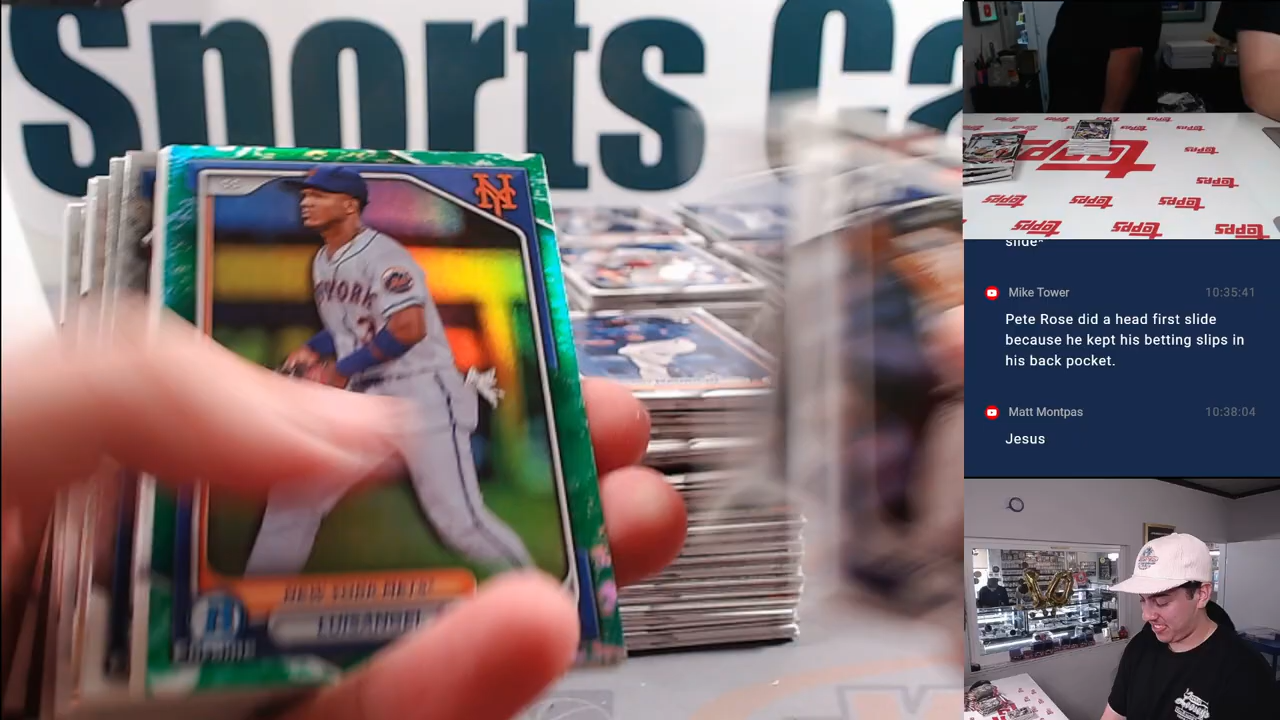 Sports Ca
NY
YORK
NEW YORK METS
LUISANGEL
topps
slide*
Mike Tower
10:35:41
Pete Rose did a head first slide
because he kept his betting slips in
his back pocket.
Matt Montpas
10:38:04
Jesus